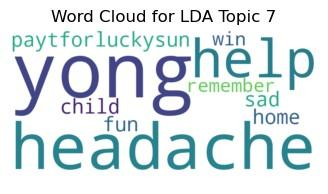 Word Cloud for LDA Topic 7
paytforluckysun win
yong help
remember
child sad
fun home
headache